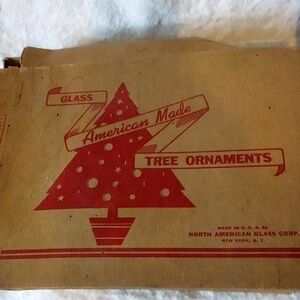 GLASS
American Made
TREE ORNAMENTS
MADE IN U. S. A. By
NORTH AMERICAN GLASS CORP.
NEW YORK, N. Y.